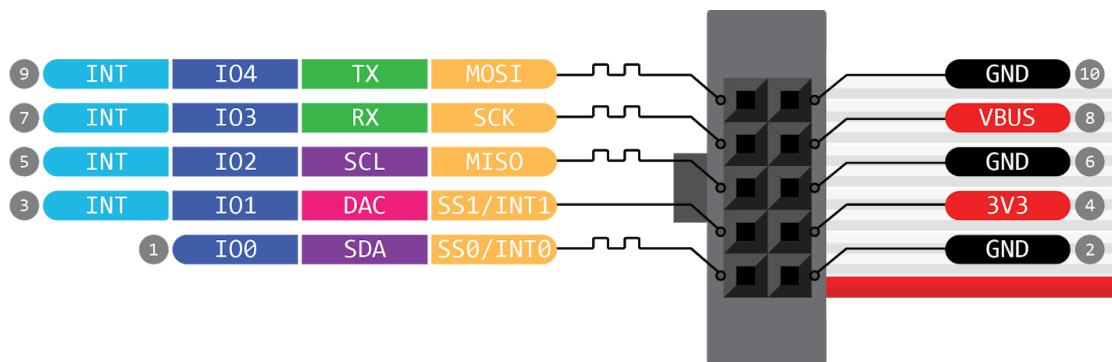 9 INT IO4 TX MOSI GND 10
7 INT IO3 RX SCK VBUS 8
5 INT IO2 SCL MISO GND 6
3 INT IO1 DAC SS1/INT1 3V3 4
1 IO0 SDA SS0/INT0 GND 2